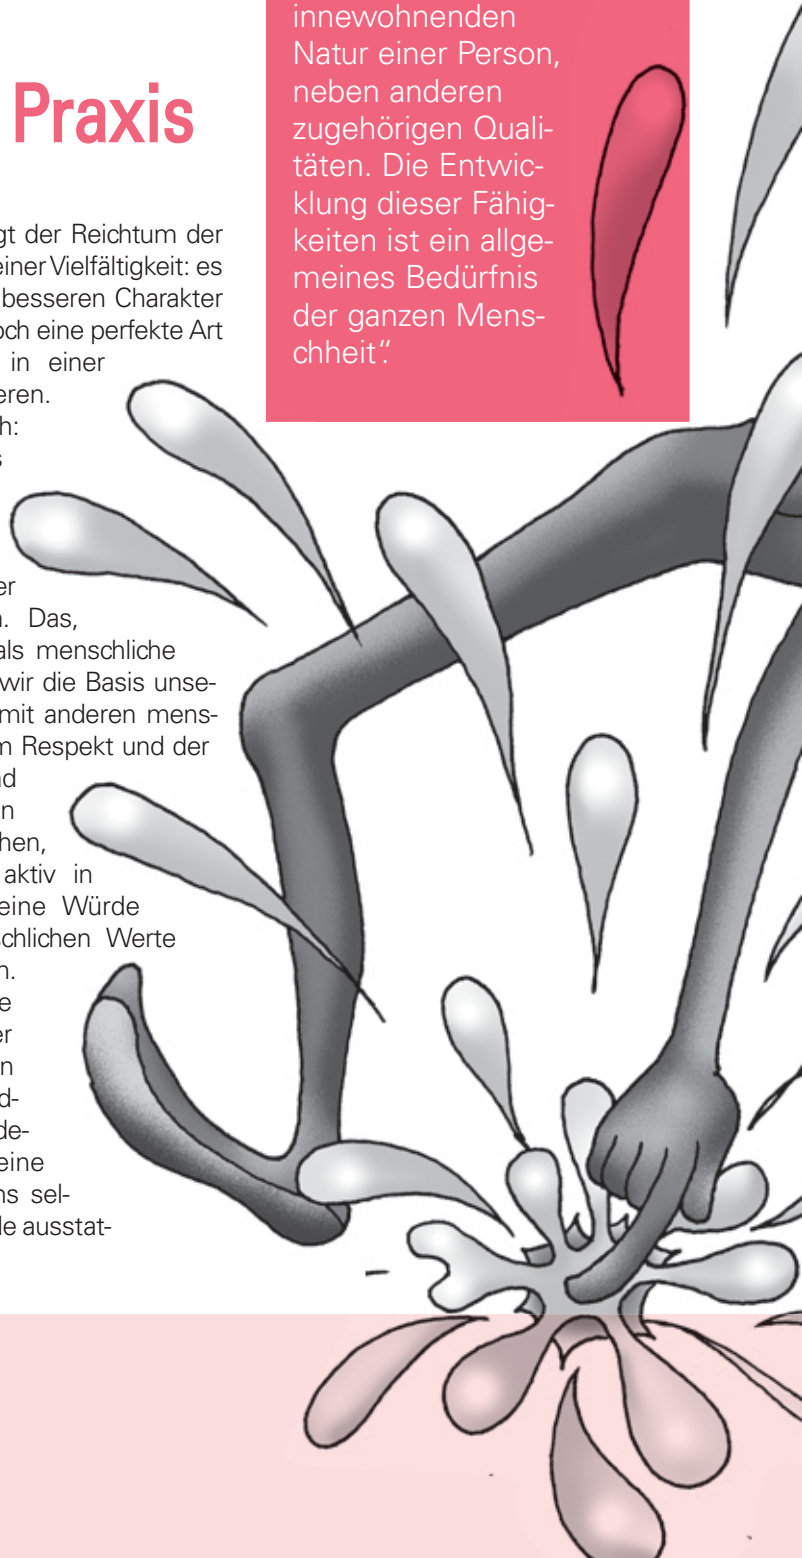 Praxis
gt der Reichtum der
einer Vielfältigkeit: es
besseren Charakter
och eine perfekte Art
in einer
eren.
h:
s
er
n. Das,
als menschliche
wir die Basis unse-
mit anderen mens-
m Respekt und der
nd
n
hen,
aktiv in
eine Würde
schlichen Werte
n.
e
er
n
d-
de-
eine
ns sel-
le ausstat-
innewohnenden
Natur einer Person,
neben anderen
zugehörigen Quali-
täten. Die Entwic-
klung dieser Fähig-
keiten ist ein allge-
meines Bedürfnis
der ganzen Mens-
chheit“.